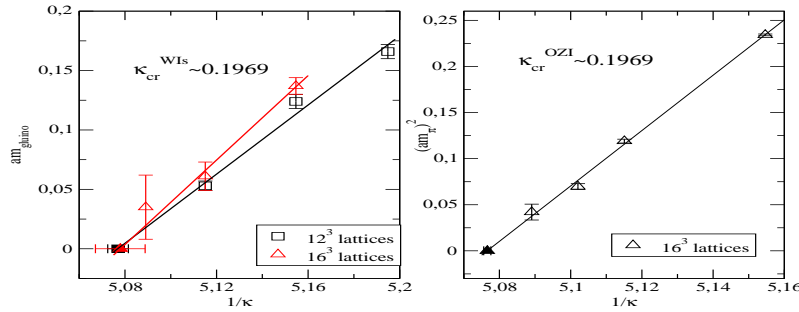 0,2
0,15
0,1
0,05
0
am_gluino
κ_cr^WIs~0.1969
12^3 lattices
16^3 lattices
5,08 5,12 5,16 5,2
1/κ
0,25
0,2
0,15
0,1
0,05
0
(am_π)^2
κ_cr^OZI~0.1969
16^3 lattices
5,08 5,1 5,12 5,14 5,16
1/κ